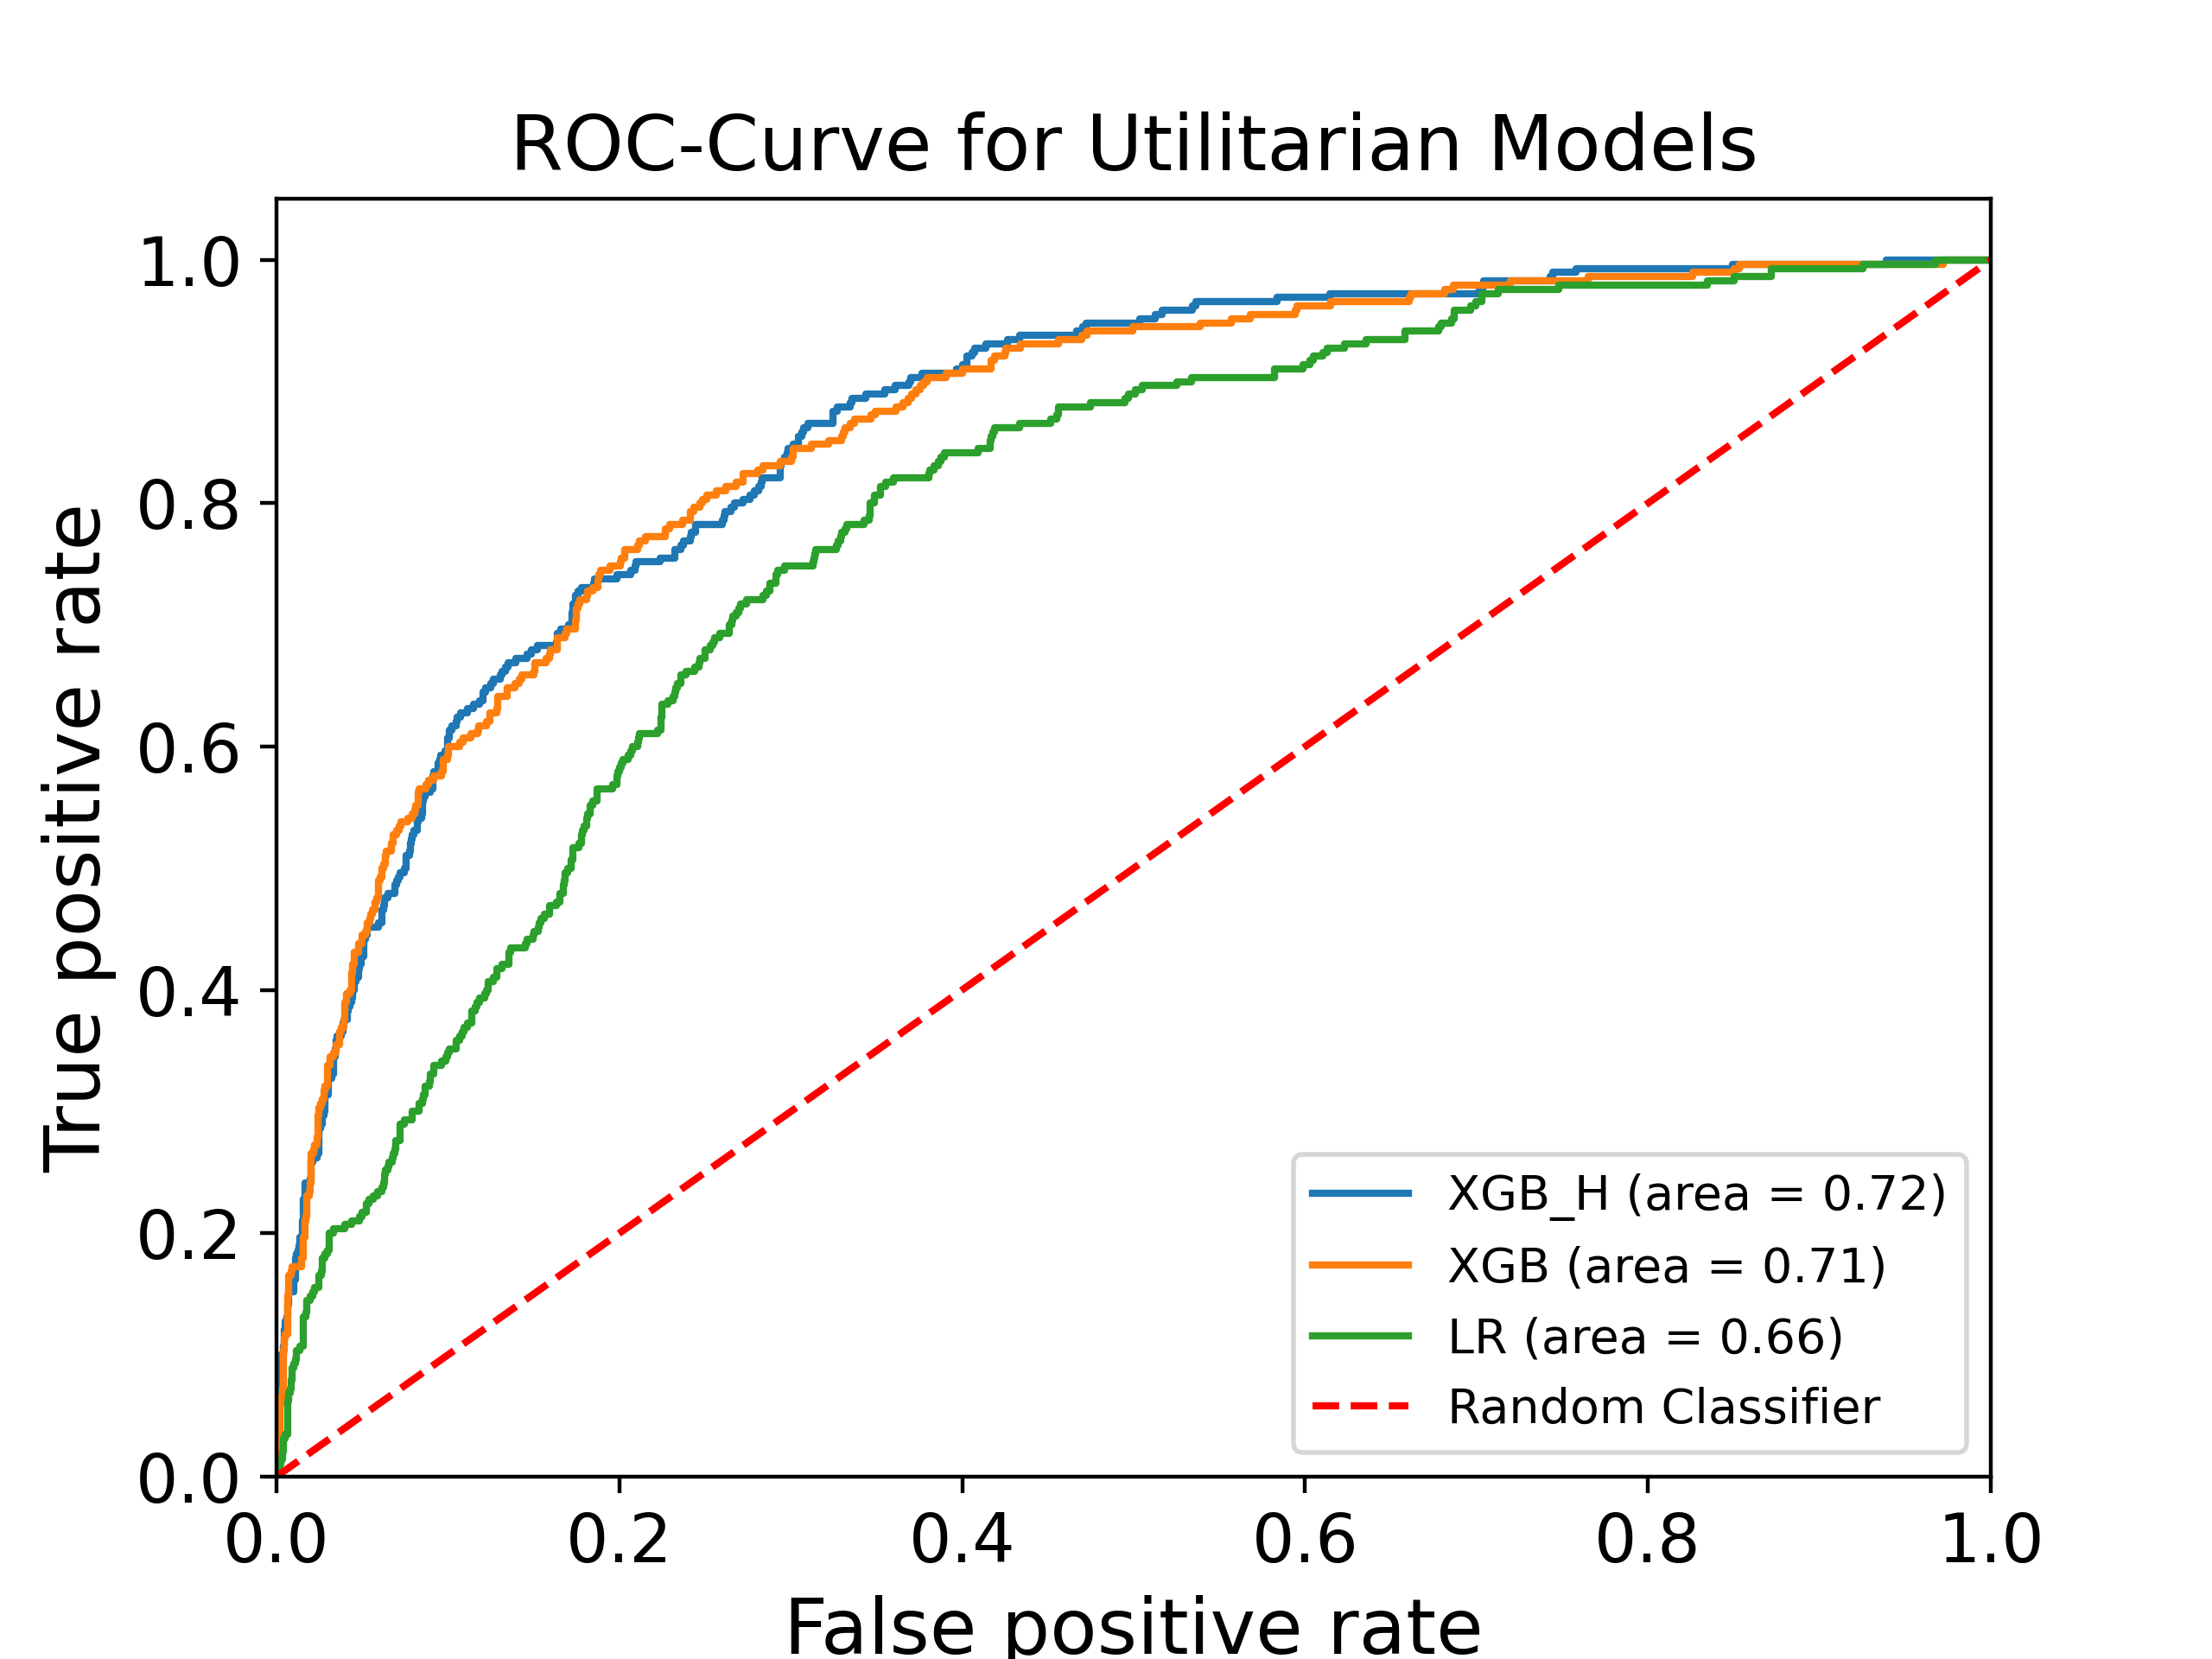 ROC-Curve for Utilitarian Models
1.0
0.8
0.6
0.4
0.2
0.0
True positive rate
XGB_H (area = 0.72)
XGB (area = 0.71)
LR (area = 0.66)
Random Classifier
0.0 0.2 0.4 0.6 0.8 1.0
False positive rate